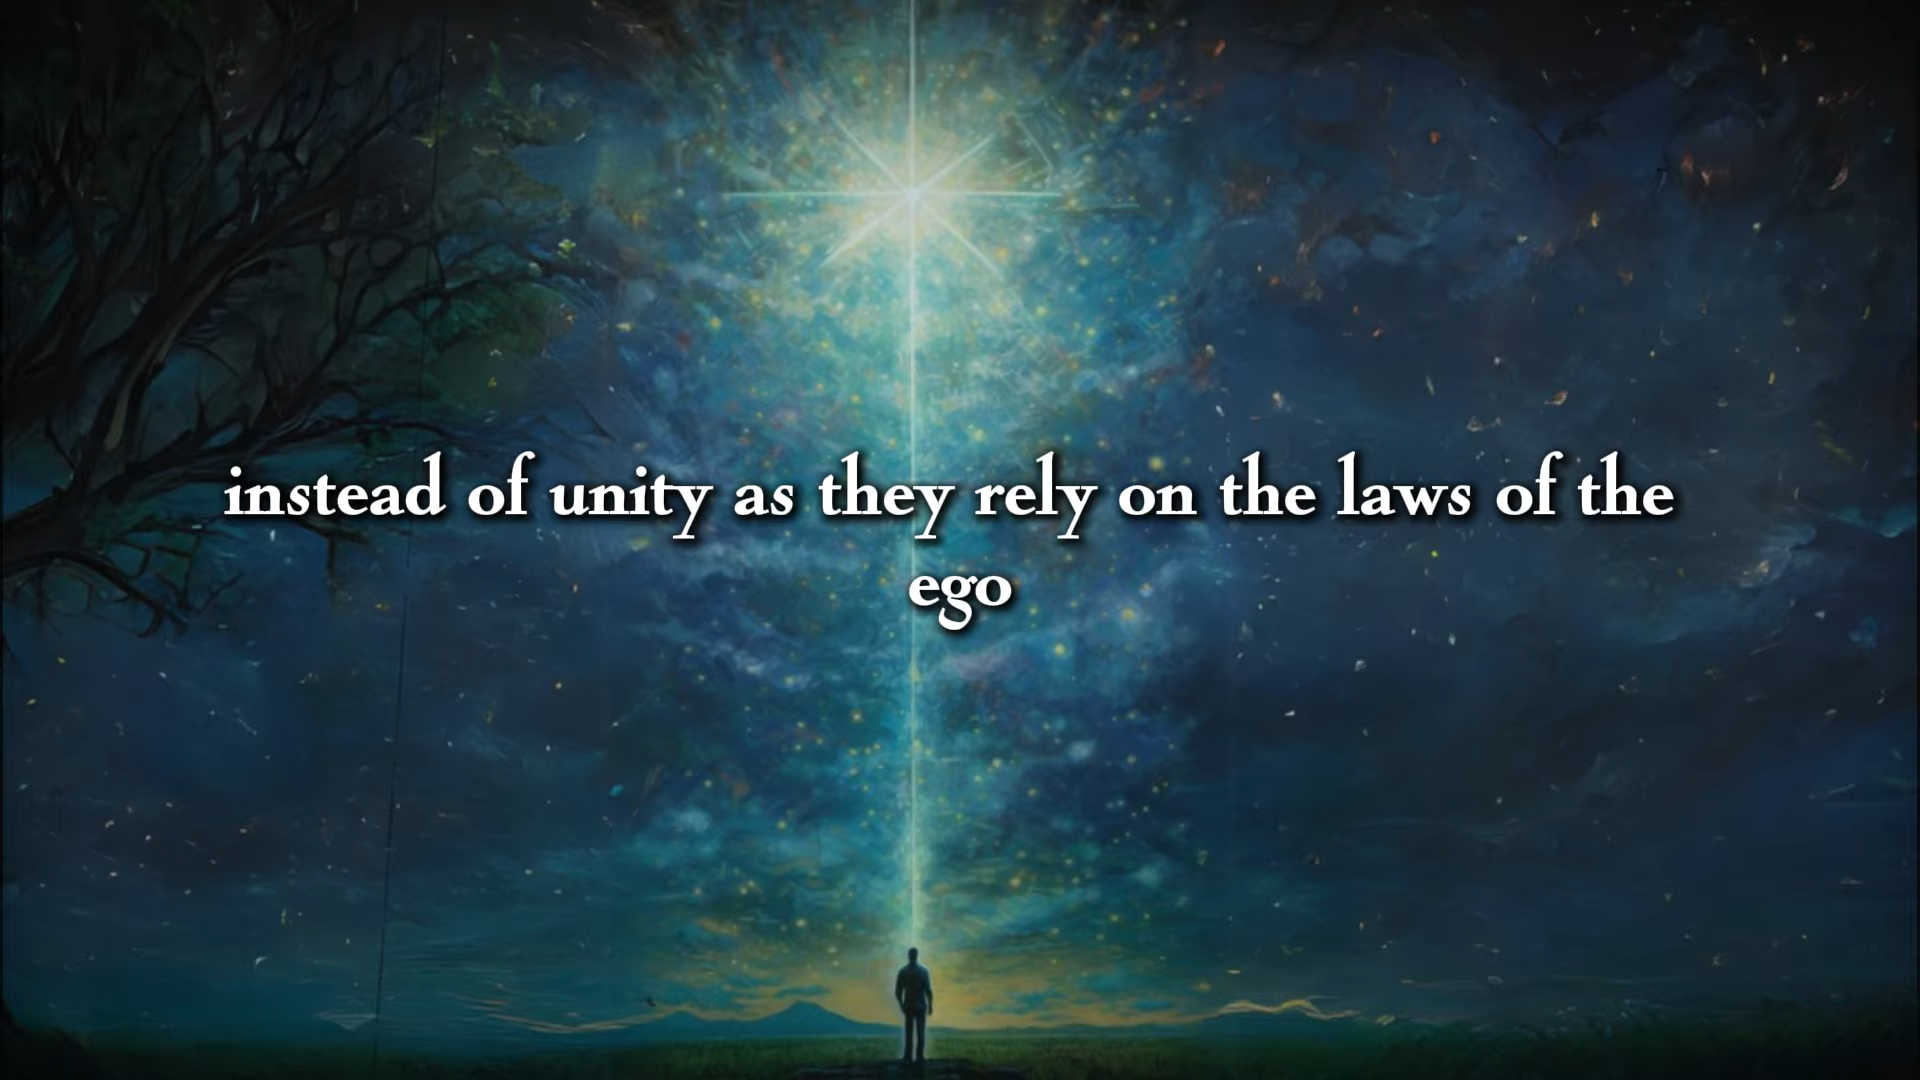 instead of unity as they rely on the laws of the
ego